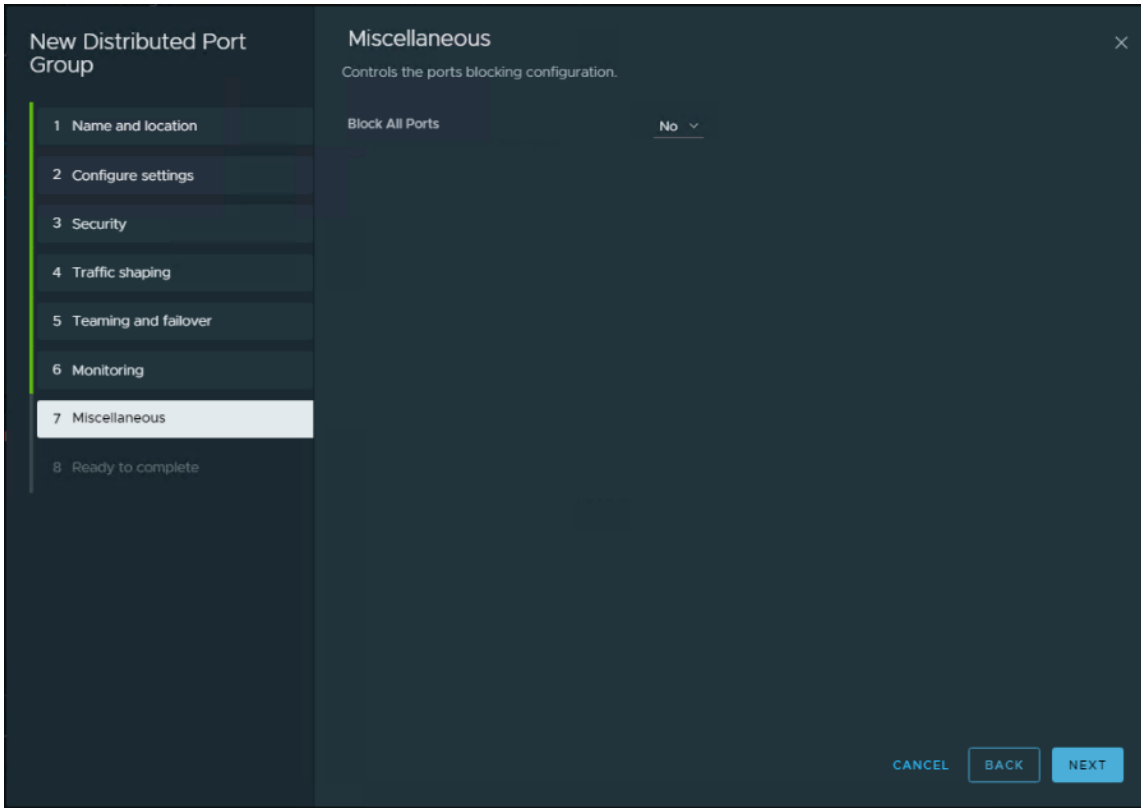 New Distributed Port
Group
1 Name and location
2 Configure settings
3 Security
4 Traffic shaping
5 Teaming and failover
6 Monitoring
7 Miscellaneous
8 Ready to complete
Miscellaneous
Controls the ports blocking configuration.
Block All Ports No
CANCEL BACK NEXT